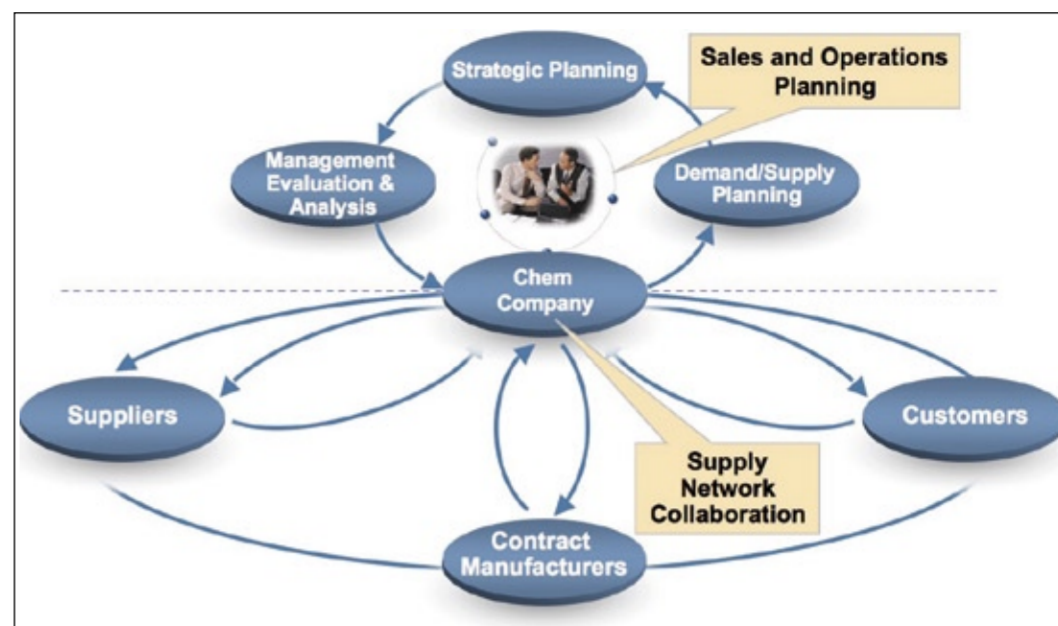 Strategic Planning
Sales and Operations
Planning
Management
Evaluation &
Analysis
Demand/Supply
Planning
Chem
Company
Suppliers
Customers
Supply
Network
Collaboration
Contract
Manufacturers